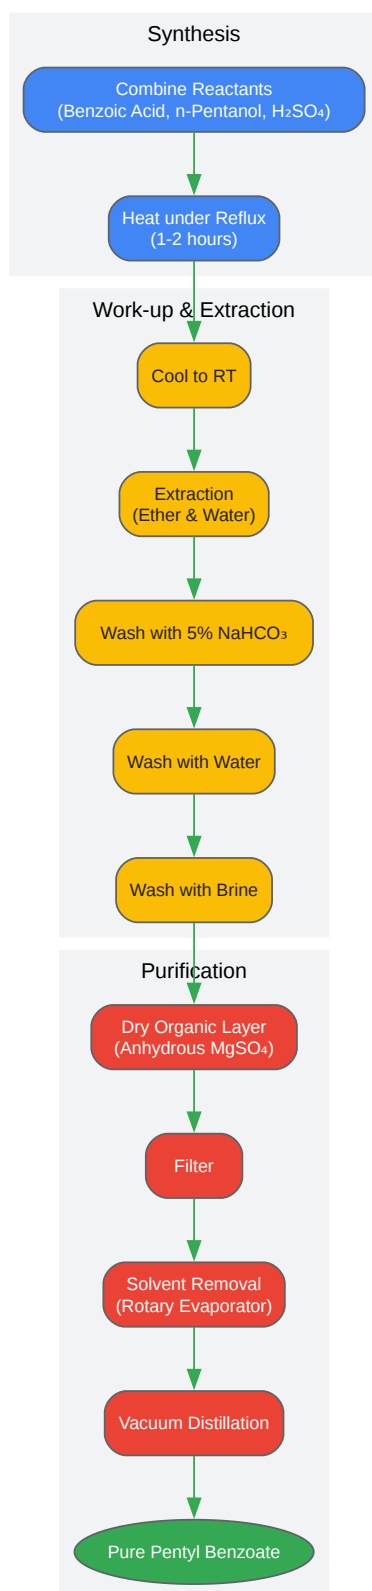 Synthesis
Combine Reactants
(Benzoic Acid, n-Pentanol, H₂SO₄)
Heat under Reflux
(1-2 hours)
Work-up & Extraction
Cool to RT
Extraction
(Ether & Water)
Wash with 5% NaHCO₃
Wash with Water
Wash with Brine
Purification
Dry Organic Layer
(Anhydrous MgSO₄)
Filter
Solvent Removal
(Rotary Evaporator)
Vacuum Distillation
Pure Pentyl Benzoate